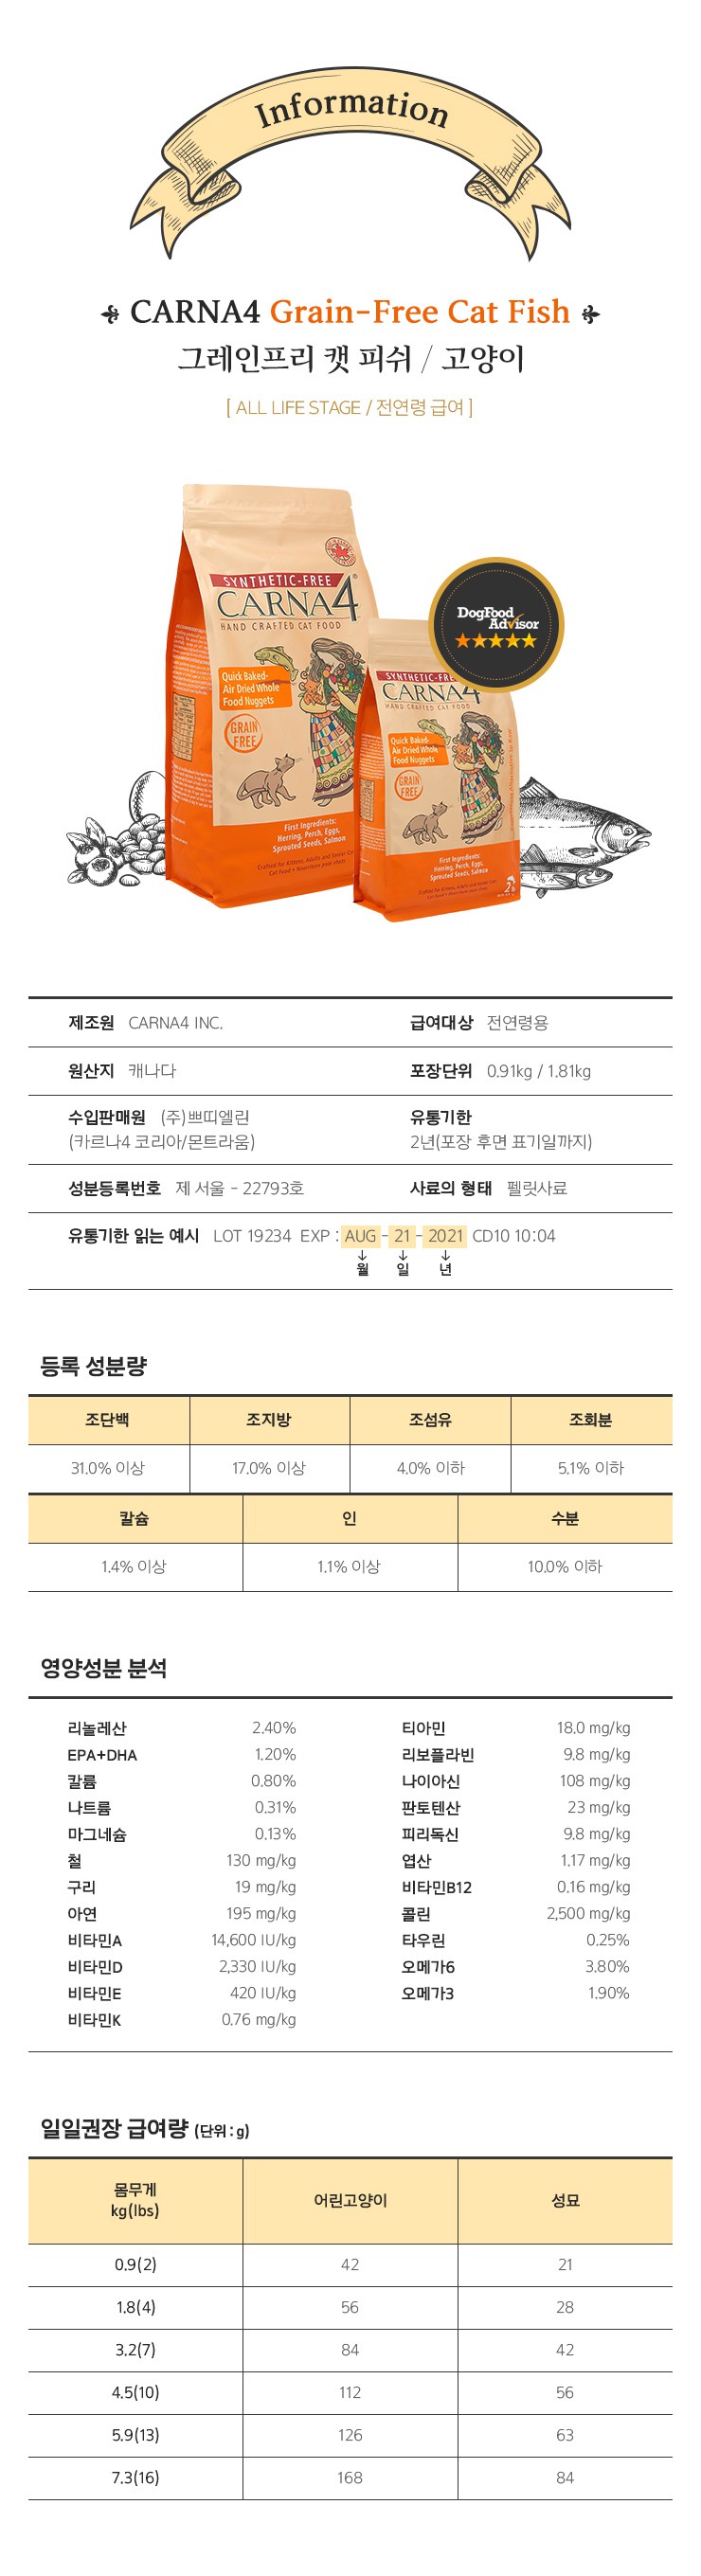 Information
CARNA4 Grain-Free Cat Fish
그레인프리 캣 피쉬 / 고양이
[ ALL LIFE STAGE / 전연령 급여 ]
SYNTHETIC-FREE
CARNA4
HAND CRAFTED CAT FOOD
Quick Baked-
Air Dried Whole
Food Nuggets
GRAIN
FREE
First Ingredients:
Herring, Perch, Eggs,
Sprouted Seeds, Salmon
DogFood
Advisor
SYNTHETIC-FREE
CARNA4
HAND CRAFTED CAT FOOD
Quick Baked-
Air Dried Whole
Food Nuggets
GRAIN
FREE
First Ingredients:
Herring, Perch, Eggs,
Sprouted Seeds, Salmon
제조원 CARNA4 INC. 급여대상 전연령용
원산지 캐나다 포장단위 0.91kg / 1.81kg
수입판매원 (주)쁘띠엘린 유통기한
(카르나4 코리아/몬트라움) 2년(포장 후면 표기일까지)
성분등록번호 제 서울 - 22793호 사료의 형태 펠릿사료
유통기한 읽는 예시 LOT 19234 EXP : AUG - 21 - 2021 CD10 10:04
월 일 년
등록 성분량
조단백 조지방 조섬유 조회분
31.0% 이상 17.0% 이상 4.0% 이하 5.1% 이하
칼슘 인 수분
1.4% 이상 1.1% 이상 10.0% 이하
영양성분 분석
리놀레산 2.40% 티아민 18.0 mg/kg
EPA+DHA 1.20% 리보플라빈 9.8 mg/kg
칼륨 0.80% 나이아신 108 mg/kg
나트륨 0.31% 판토텐산 23 mg/kg
마그네슘 0.13% 피리독신 9.8 mg/kg
철 130 mg/kg 엽산 1.17 mg/kg
구리 19 mg/kg 비타민B12 0.16 mg/kg
아연 195 mg/kg 콜린 2,500 mg/kg
비타민A 14,600 IU/kg 타우린 0.25%
비타민D 2,330 IU/kg 오메가6 3.80%
비타민E 420 IU/kg 오메가3 1.90%
비타민K 0.76 mg/kg
일일권장 급여량 (단위 : g)
몸무게
kg(lbs) 어린고양이 성묘
0.9(2) 42 21
1.8(4) 56 28
3.2(7) 84 42
4.5(10) 112 56
5.9(13) 126 63
7.3(16) 168 84